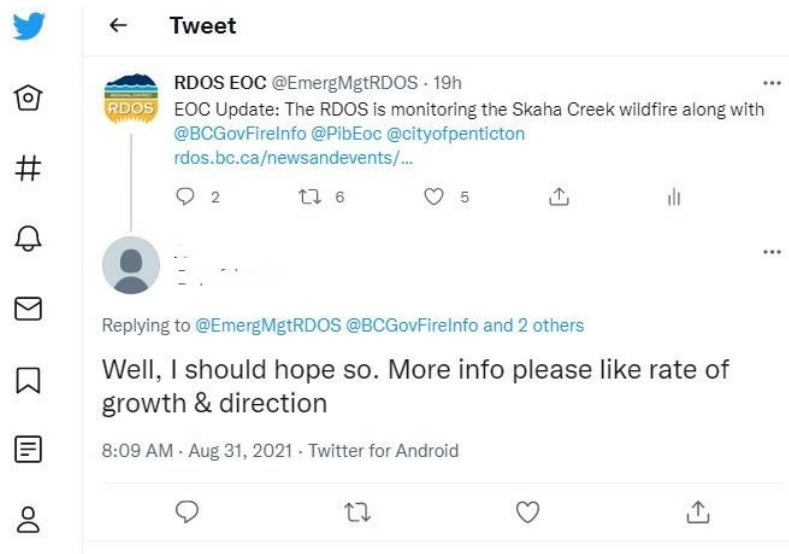 Tweet
RDOS EOC @EmergMgtRDOS · 19h
RDOS
EOC Update: The RDOS is monitoring the Skaha Creek wildfire along with
@BCGovFireInfo @PibEoc @cityofpenticton
rdos.bc.ca/newsandevents/...
2 6 5
Replying to @EmergMgtRDOS @BCGovFireInfo and 2 others
Well, I should hope so. More info please like rate of
growth & direction
8:09 AM · Aug 31, 2021 · Twitter for Android